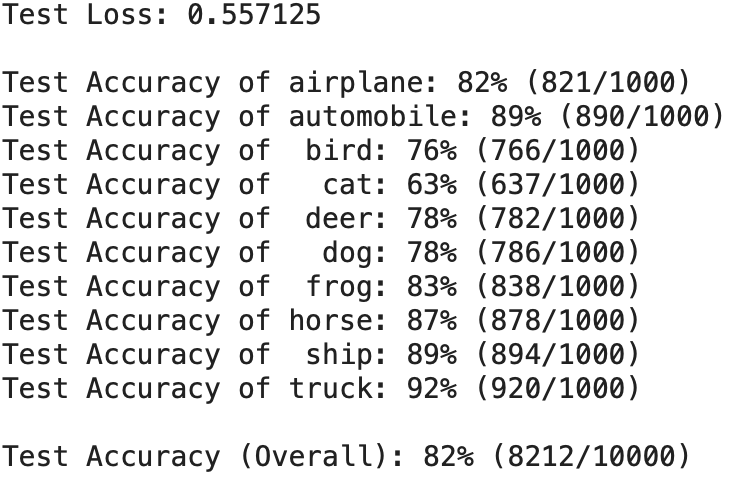 Test Loss: 0.557125
Test Accuracy of airplane: 82% (821/1000)
Test Accuracy of automobile: 89% (890/1000)
Test Accuracy of  bird: 76% (766/1000)
Test Accuracy of   cat: 63% (637/1000)
Test Accuracy of  deer: 78% (782/1000)
Test Accuracy of   dog: 78% (786/1000)
Test Accuracy of  frog: 83% (838/1000)
Test Accuracy of horse: 87% (878/1000)
Test Accuracy of  ship: 89% (894/1000)
Test Accuracy of truck: 92% (920/1000)
Test Accuracy (Overall): 82% (8212/10000)